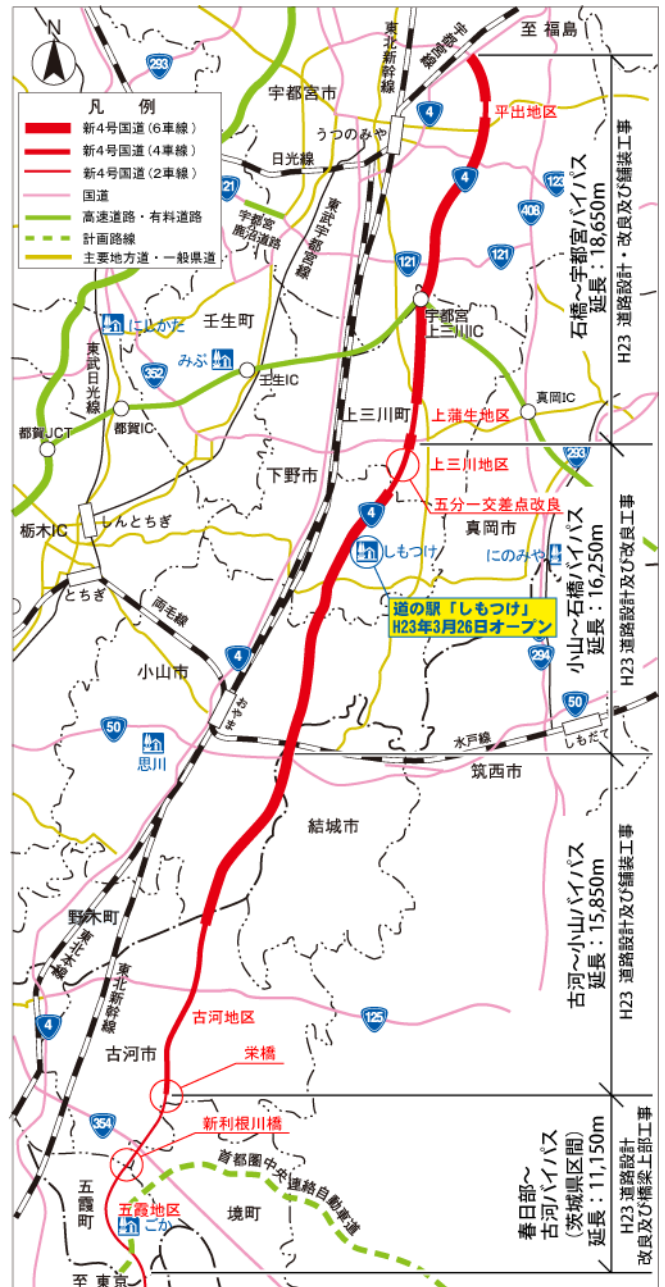 N
凡 例
新4号国道(6車線)
新4号国道(4車線)
新4号国道(2車線)
国道
高速道路・有料道路
計画路線
主要地方道・一般県道
293
宇都宮市
東北新幹線
宇都宮線
至 福島
4
平出地区
うつのみや
日光線
4
123
121
宇都宮
鹿沼道路
東武宇都宮線
408
121
121
宇都宮
上三川IC
にしかた
壬生町
みぶ
壬生IC
352
東武日光線
都賀JCT
都賀IC
真岡IC
上三川町
上蒲生地区
293
上三川地区
下野市
五分一交差点改良
4
真岡市
しもつけ
にのみや
栃木IC
しんとちぎ
とちぎ
両毛線
道の駅「しもつけ」
H23年3月26日オープン
小山市
4
294
おやま
50
50
思川
水戸線
しもだて
筑西市
結城市
野木町
東北本線
東北新幹線
4
古河地区
125
古河市
栄橋
354
新利根川橋
首都圏中央連絡自動車道
五霞町
五霞地区
ごか
境町
至 東京
石橋～宇都宮バイパス
延長：18,650m
H23 道路設計・改良及び舗装工事
小山～石橋バイパス
延長：16,250m
H23 道路設計及び改良工事
古河～小山バイパス
延長：15,850m
H23 道路設計及び舗装工事
春日部～
古河バイパス
(茨城県区間)
延長：11,150m
H23 道路設計
改良及び橋梁上部工事